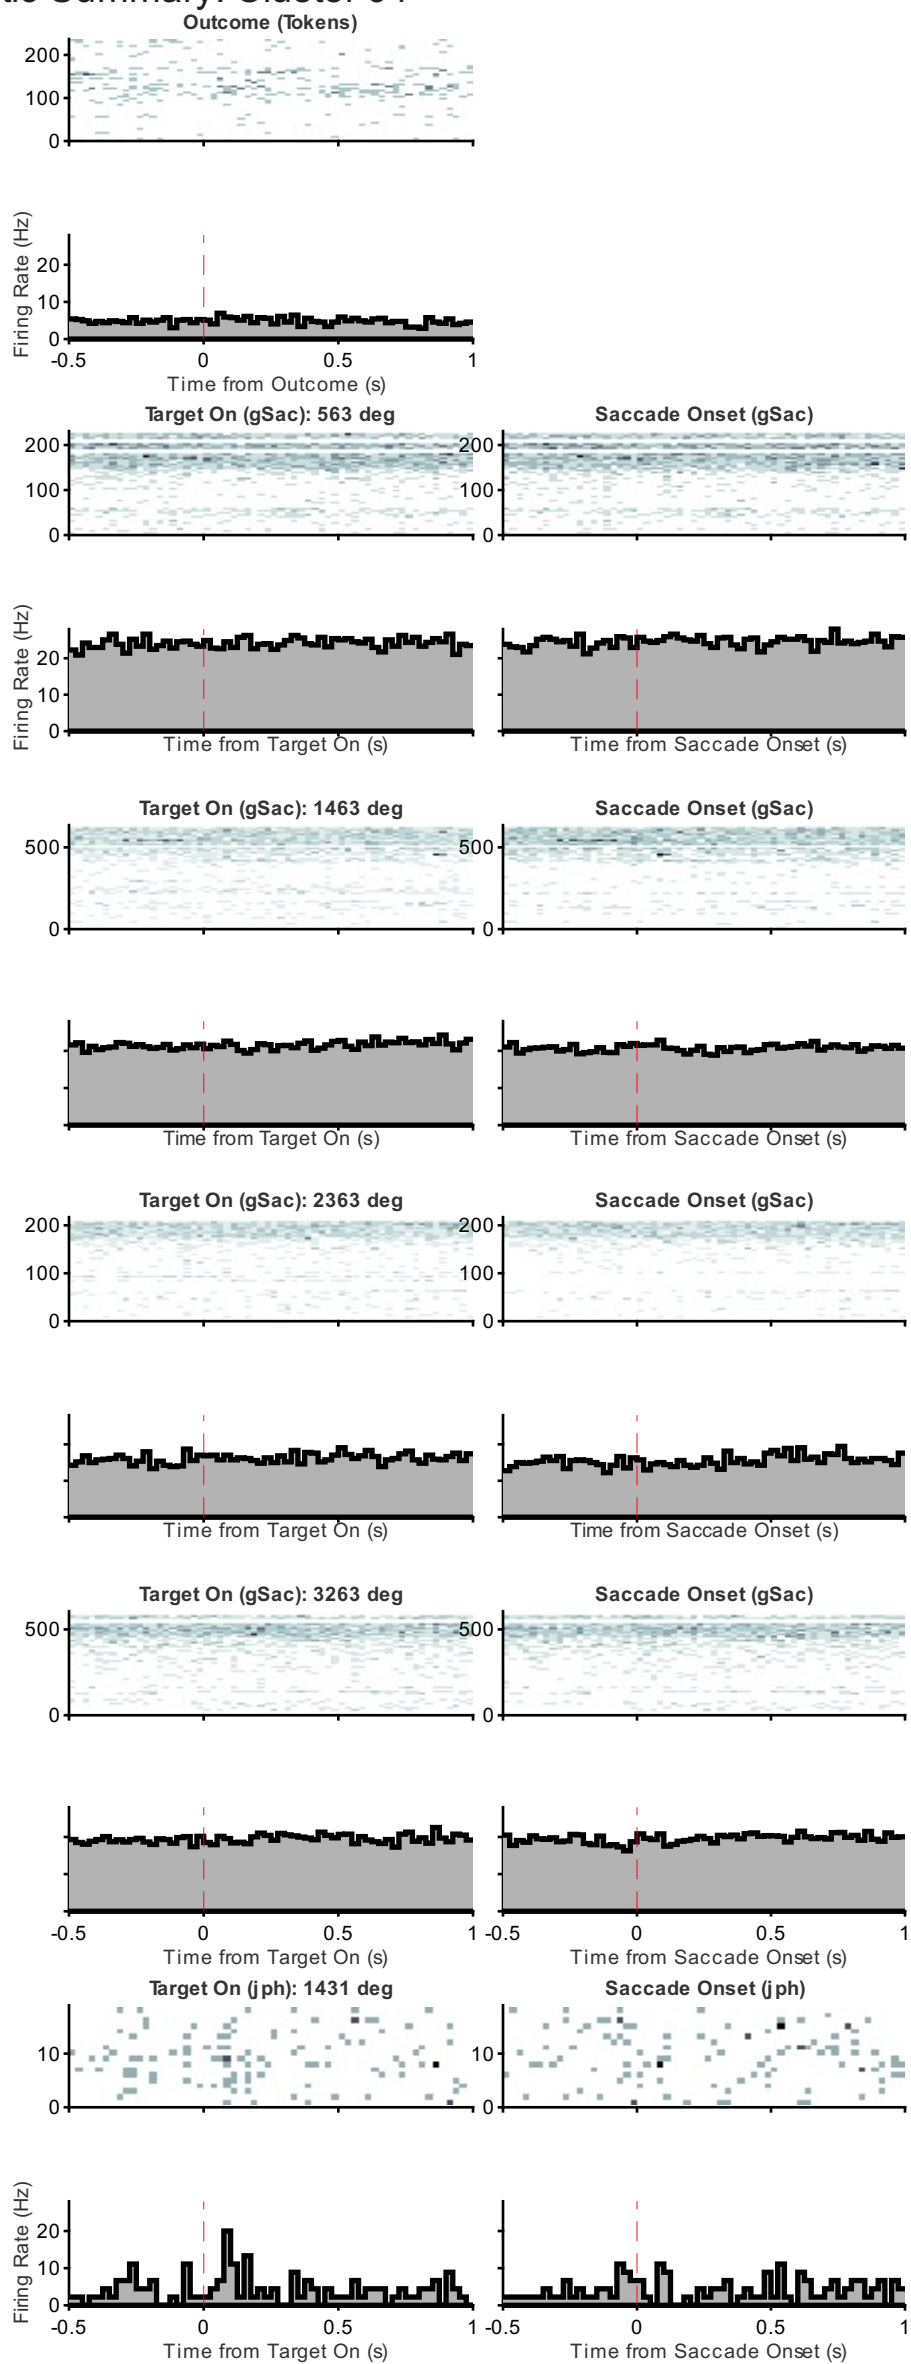 Outcome (Tokens)
200
100
0
Firing Rate (Hz)
20
10
0
-0.5 0 0.5 1
Time from Outcome (s)
Target On (gSac): 563 deg Saccade Onset (gSac)
200 200
100 100
0 0
Firing Rate (Hz)
20
10
0
Time from Target On (s) Time from Saccade Onset (s)
Target On (gSac): 1463 deg Saccade Onset (gSac)
500 500
0 0
Time from Target On (s) Time from Saccade Onset (s)
Target On (gSac): 2363 deg Saccade Onset (gSac)
200 200
100 100
0 0
Time from Target On (s) Time from Saccade Onset (s)
Target On (gSac): 3263 deg Saccade Onset (gSac)
500 500
0 0
-0.5 0 0.5 1 -0.5 0 0.5 1
Time from Target On (s) Time from Saccade Onset (s)
Target On (jph): 1431 deg Saccade Onset (jph)
10 10
0 0
Firing Rate (Hz)
20
10
0
-0.5 0 0.5 1 -0.5 0 0.5 1
Time from Target On (s) Time from Saccade Onset (s)